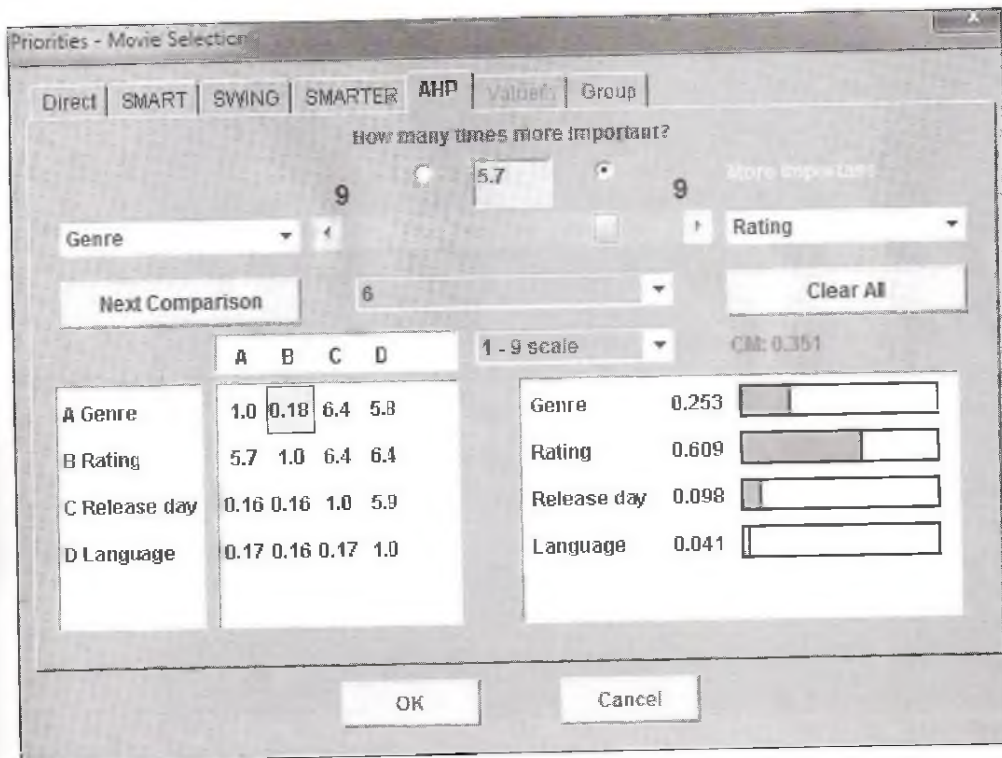 Priorities - Movie Selection
X
Direct SMART SWING SMARTER AHP Valuefn Group
How many times more important?
5.7
More important
9
9
Genre
Rating
Next Comparison
6
Clear All
A B C D
1 - 9 scale
CM: 0.351
A Genre 1.0 0.18 6.4 5.8
B Rating 5.7 1.0 6.4 6.4
C Release day 0.16 0.16 1.0 5.9
D Language 0.17 0.16 0.17 1.0
Genre 0.253
Rating 0.609
Release day 0.098
Language 0.041
OK
Cancel